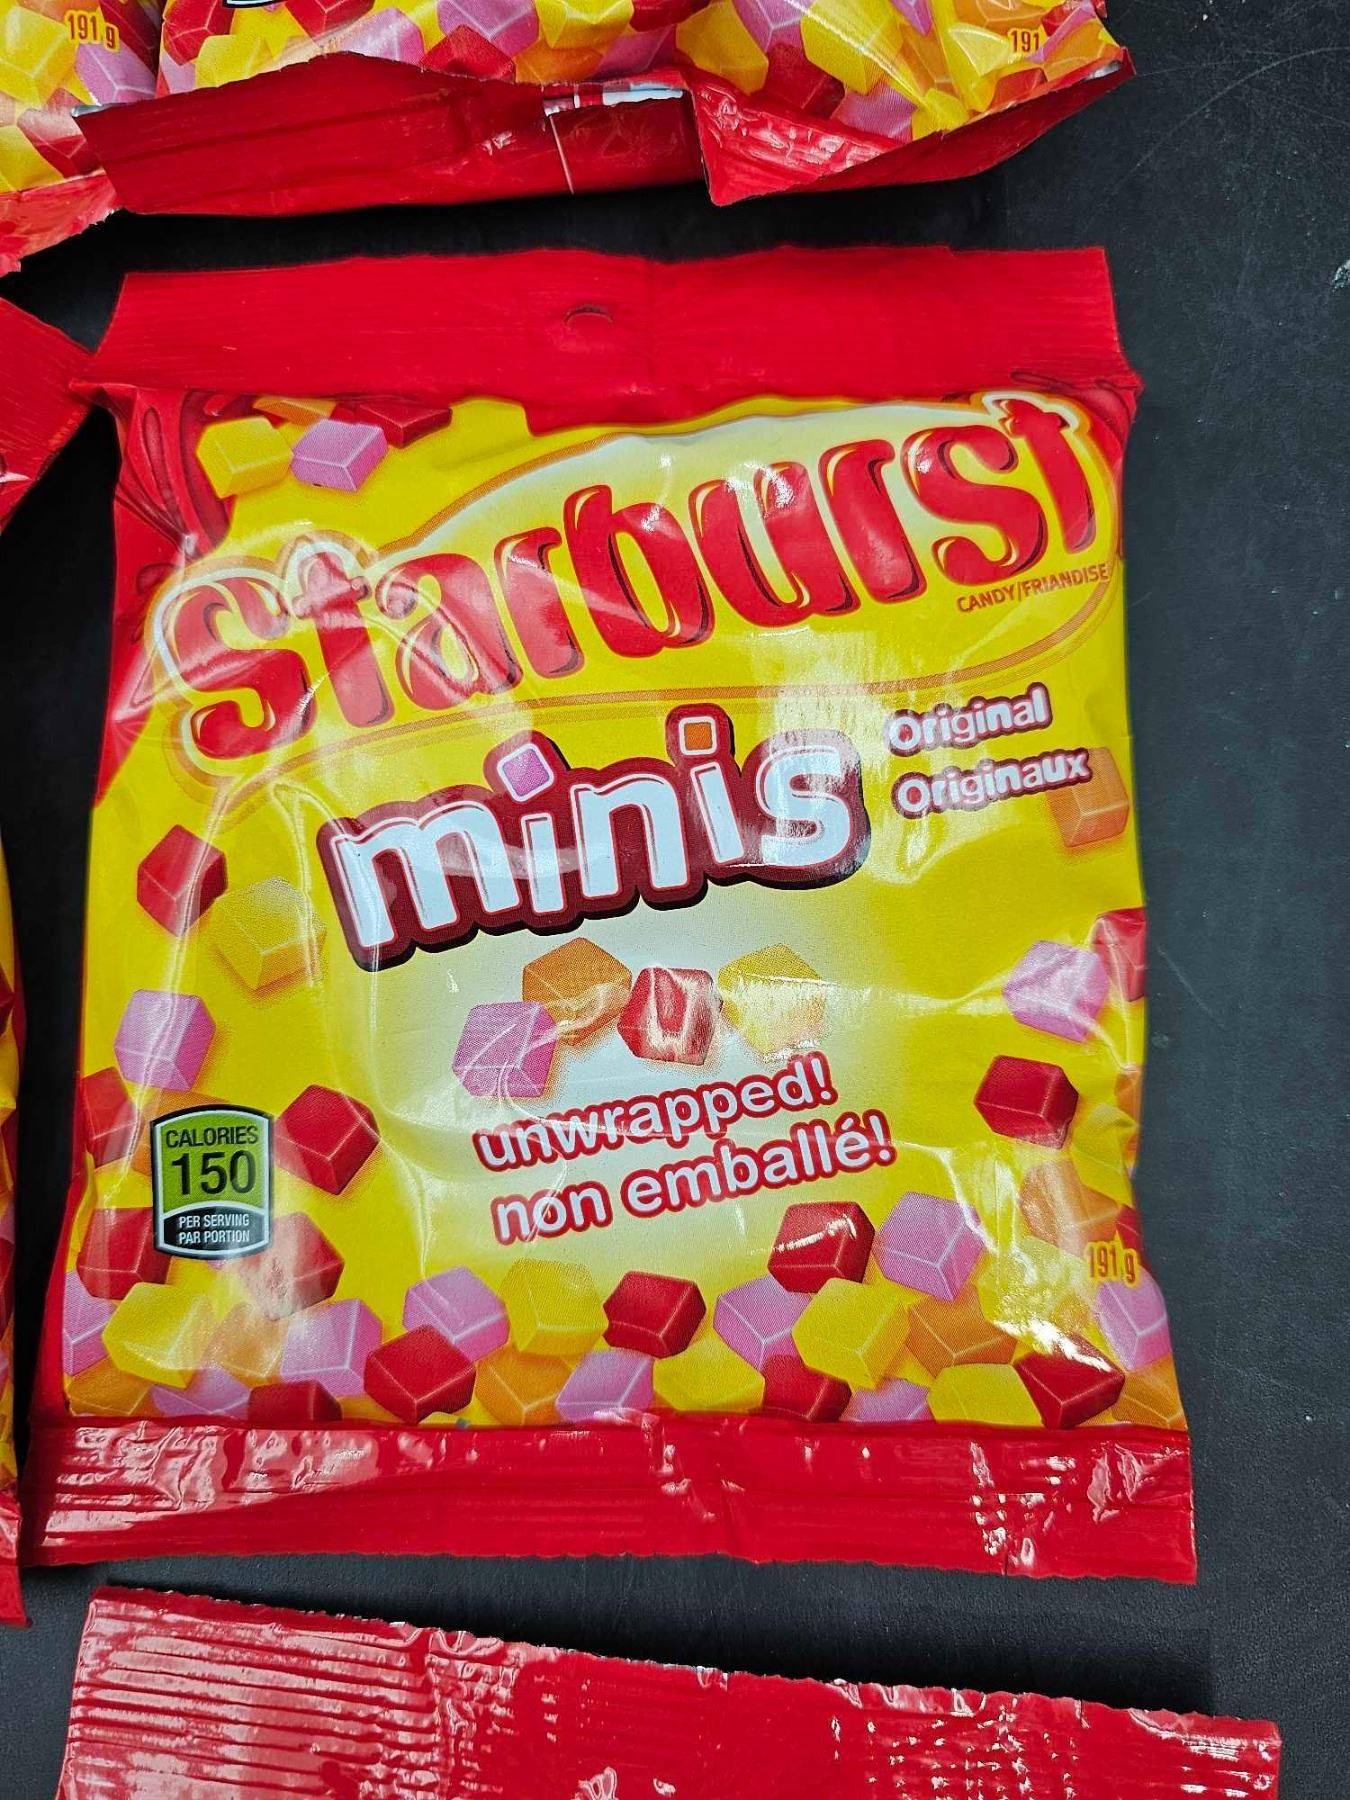 191 g
191
Starburst
CANDY/FRIANDISE
minis
Original
Originaux
unwrapped!
non emballé!
CALORIES
150
PER SERVING
PAR PORTION
191 g